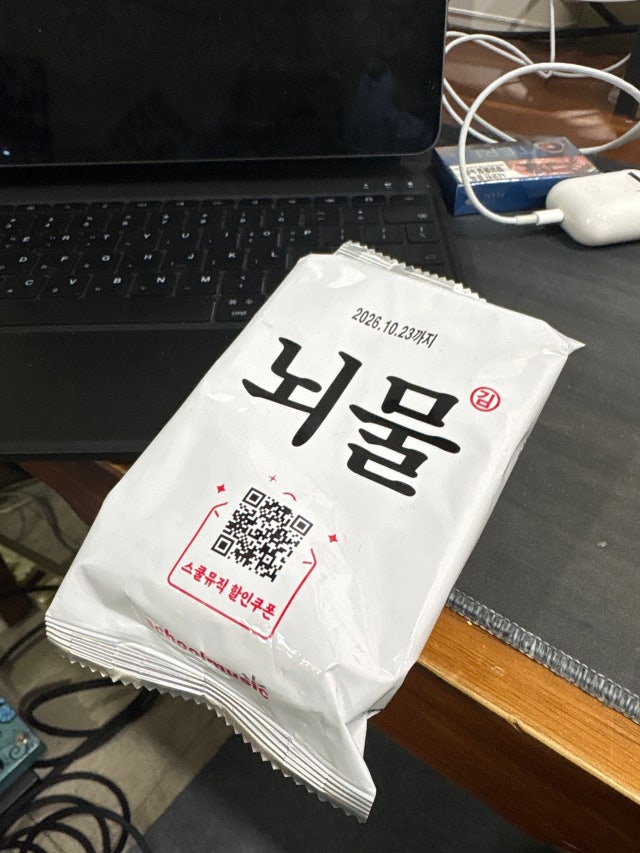 2026.10.23까지
뇌물
김
스쿨뮤직 할인쿠폰
schoolmusic